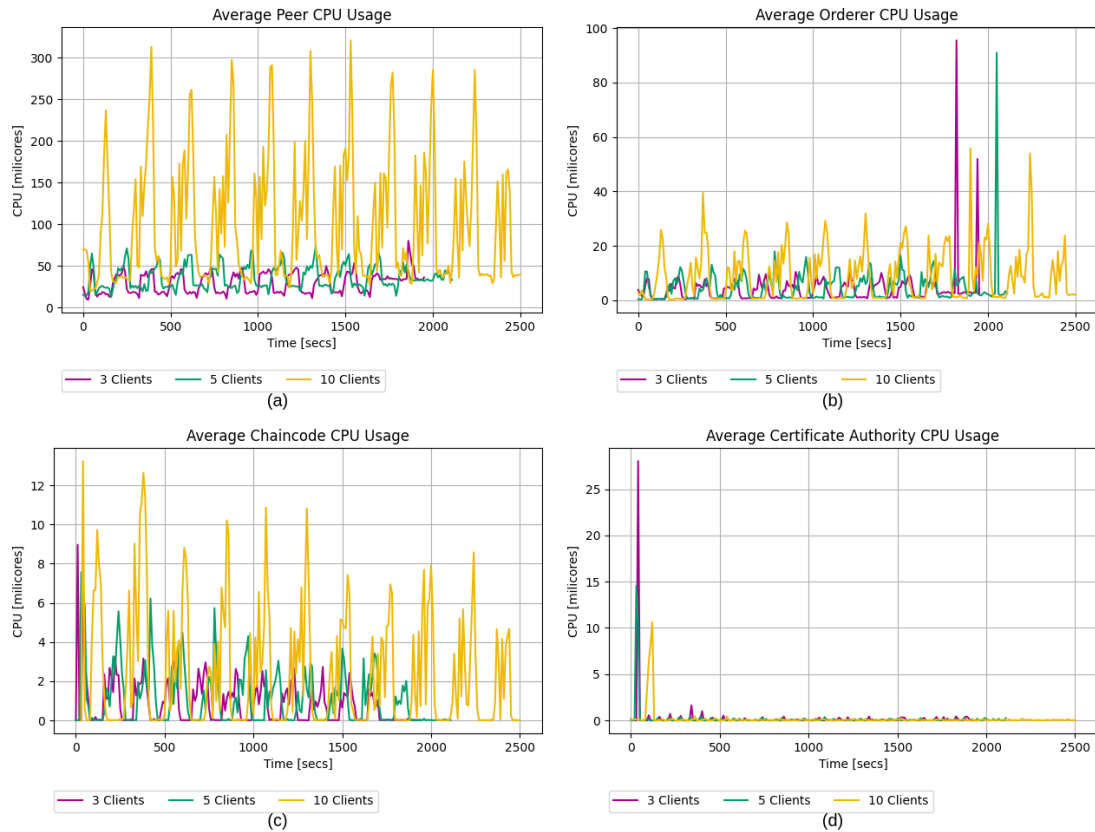 Average Peer CPU Usage
CPU [milicores]
300
250
200
150
100
50
0
0 500 1000 1500 2000 2500
Time [secs]
3 Clients 5 Clients 10 Clients
(a)
Average Orderer CPU Usage
CPU [milicores]
100
80
60
40
20
0
0 500 1000 1500 2000 2500
Time [secs]
3 Clients 5 Clients 10 Clients
(b)
Average Chaincode CPU Usage
CPU [milicores]
12
10
8
6
4
2
0
0 500 1000 1500 2000 2500
Time [secs]
3 Clients 5 Clients 10 Clients
(c)
Average Certificate Authority CPU Usage
CPU [milicores]
25
20
15
10
5
0
0 500 1000 1500 2000 2500
Time [secs]
3 Clients 5 Clients 10 Clients
(d)